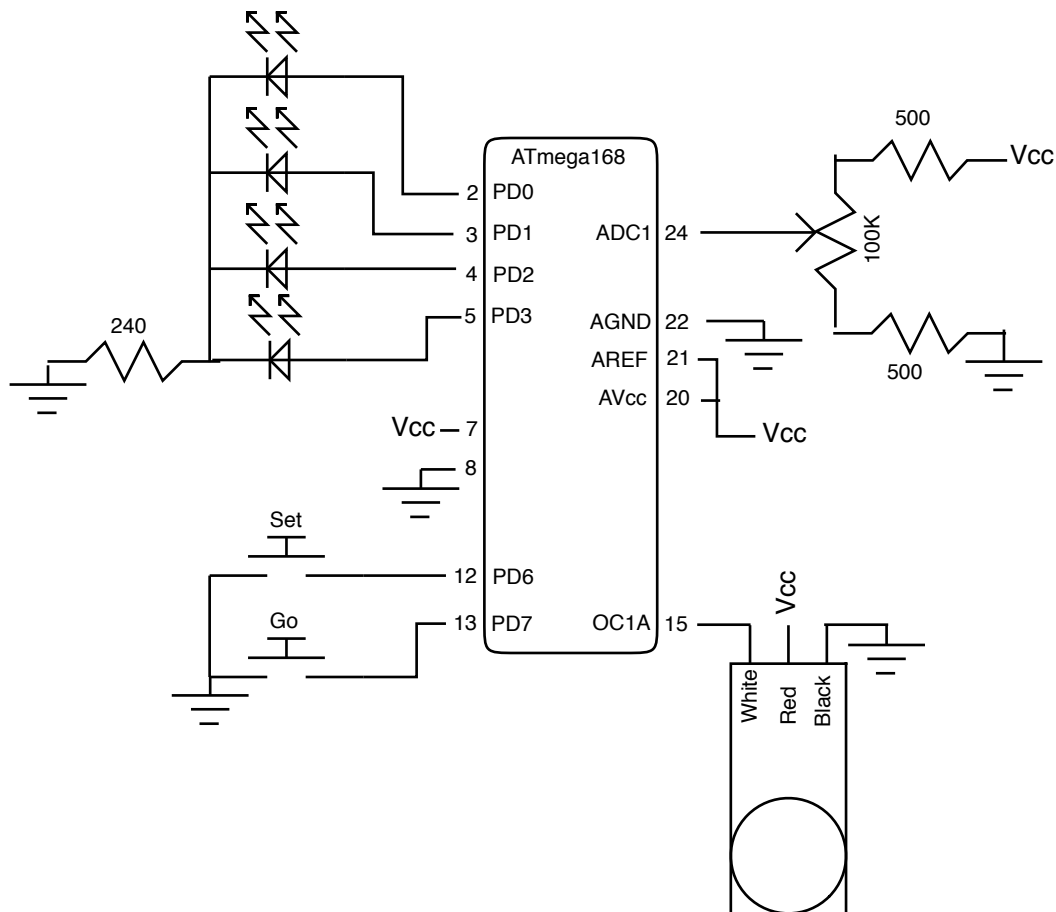 ATmega168
500
Vcc
2 PD0
ADC1 24
100K
3 PD1
4 PD2
5 PD3
AGND 22
240
AREF 21
500
AVcc 20
Vcc 7
Vcc
8
Set
12 PD6
Go
13 PD7
OC1A 15
Vcc
White
Red
Black